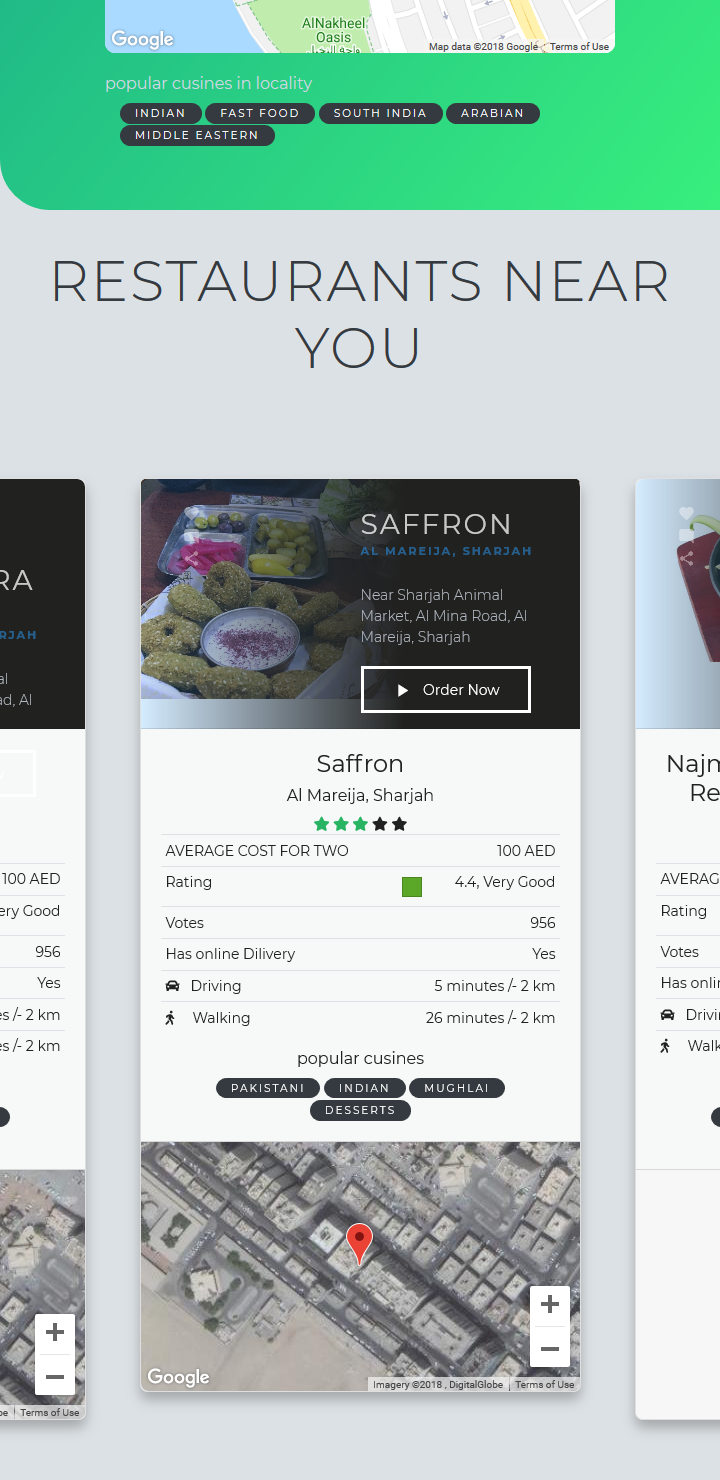 AlNakheel
Oasis
واحة النخيل
Google
Map data ©2018 Google
Terms of Use
popular cusines in locality
INDIAN
FAST FOOD
SOUTH INDIA
ARABIAN
MIDDLE EASTERN
RESTAURANTS NEAR
YOU
RA
RJAH
al
ad, Al
100 AED
ery Good
956
Yes
es /- 2 km
es /- 2 km
be
Terms of Use
SAFFRON
AL MAREIJA, SHARJAH
Near Sharjah Animal
Market, Al Mina Road, Al
Mareija, Sharjah
Order Now
Saffron
Al Mareija, Sharjah
AVERAGE COST FOR TWO 100 AED
Rating 4.4, Very Good
Votes 956
Has online Dilivery Yes
Driving 5 minutes /- 2 km
Walking 26 minutes /- 2 km
popular cusines
PAKISTANI
INDIAN
MUGHLAI
DESSERTS
Google
Imagery ©2018 , DigitalGlobe
Terms of Use
Najm
Re
AVERAG
Rating
Votes
Has onlin
Drivi
Walk